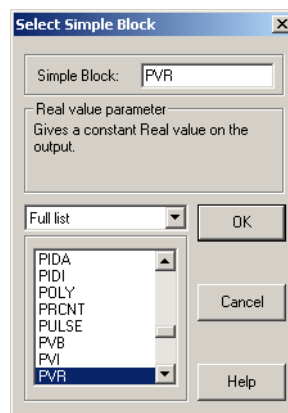 Select Simple Block
Simple Block: PVR
Real value parameter
Gives a constant Real value on the
output.
Full list
OK
PIDA
PIDI
POLY
PRCNT
PULSE
PVB
PVI
PVR
Cancel
Help